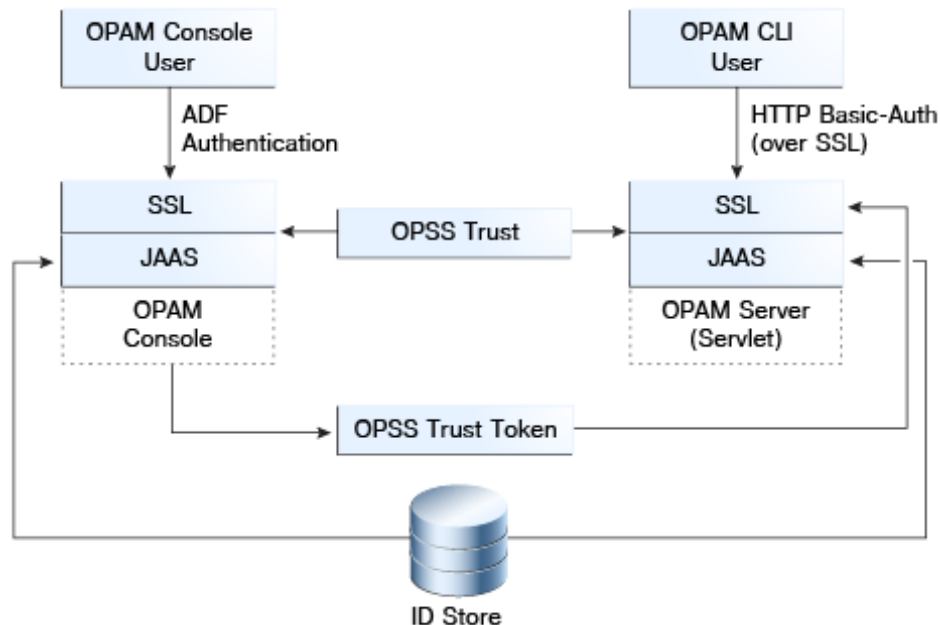 OPAM Console
User
OPAM CLI
User
ADF
Authentication
HTTP Basic-Auth
(over SSL)
SSL
OPSS Trust
SSL
JAAS
JAAS
OPAM
Console
OPAM Server
(Servlet)
OPSS Trust Token
ID Store